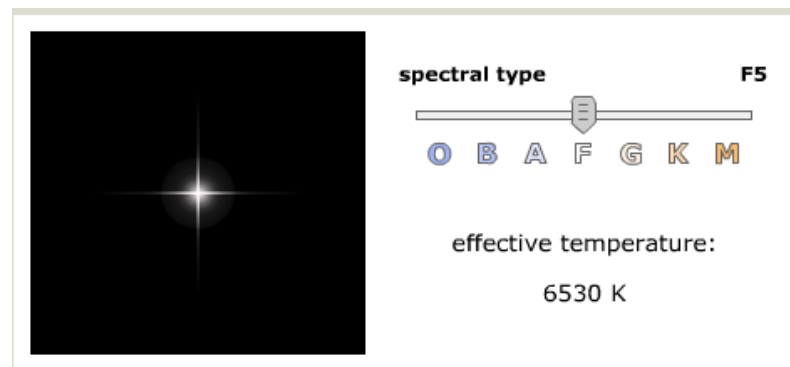 spectral type F5
O B A F G K M
effective temperature:
6530 K